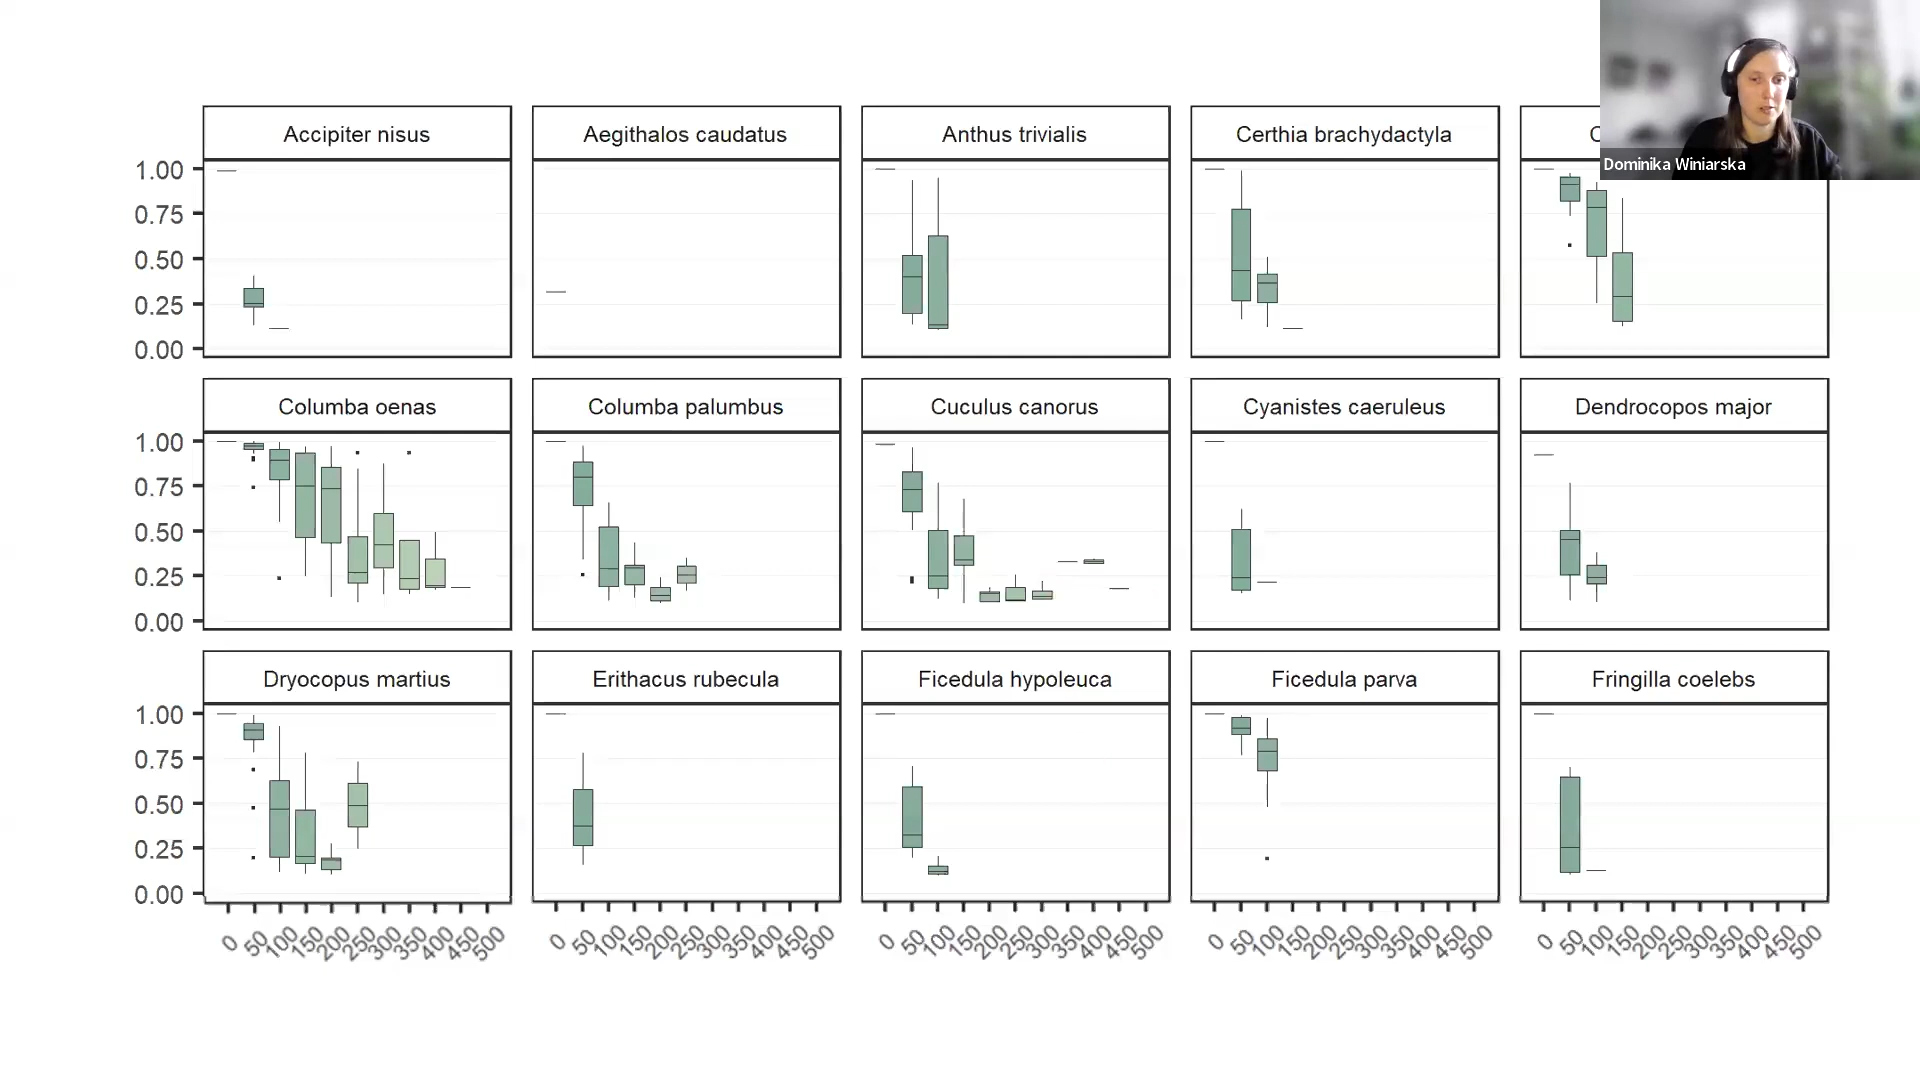 Accipiter nisus
Aegithalos caudatus
Anthus trivialis
Certhia brachydactyla
C
Dominika Winiarska
1.00
0.75
0.50
0.25
0.00
Columba oenas
Columba palumbus
Cuculus canorus
Cyanistes caeruleus
Dendrocopos major
1.00
0.75
0.50
0.25
0.00
Dryocopus martius
Erithacus rubecula
Ficedula hypoleuca
Ficedula parva
Fringilla coelebs
1.00
0.75
0.50
0.25
0.00
0 50 100 150 200 250 300 350 400 450 500
0 50 100 150 200 250 300 350 400 450 500
0 50 100 150 200 250 300 350 400 450 500
0 50 100 150 200 250 300 350 400 450 500
0 50 100 150 200 250 300 350 400 450 500